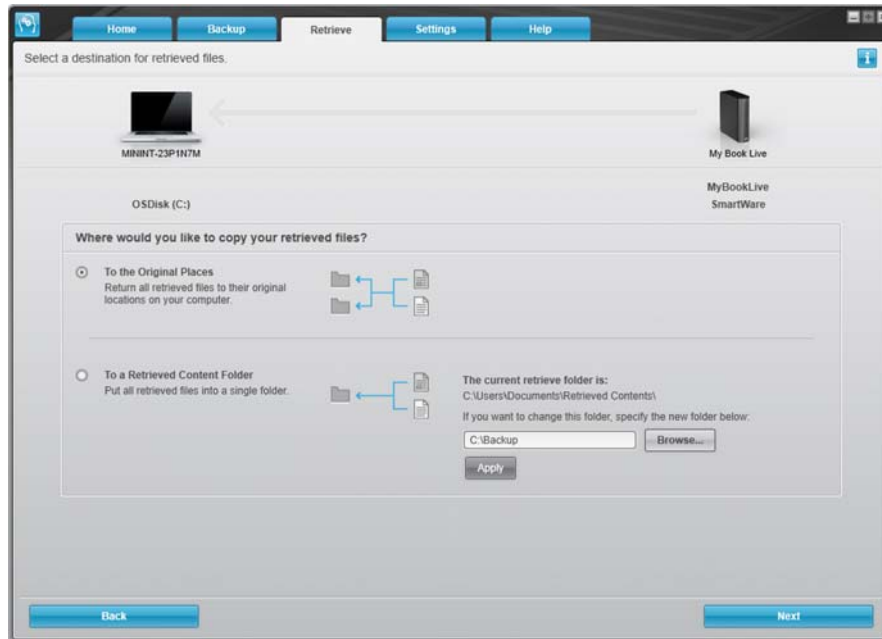 Home Backup Retrieve Settings Help
Select a destination for retrieved files.
MININT-23P1N7M
My Book Live
OSDisk (C:)
MyBookLive
SmartWare
Where would you like to copy your retrieved files?
To the Original Places
Return all retrieved files to their original
locations on your computer.
To a Retrieved Content Folder
Put all retrieved files into a single folder.
The current retrieve folder is:
C:\Users\Documents\Retrieved Contents\
If you want to change this folder, specify the new folder below:
C:\Backup
Browse...
Apply
Back
Next